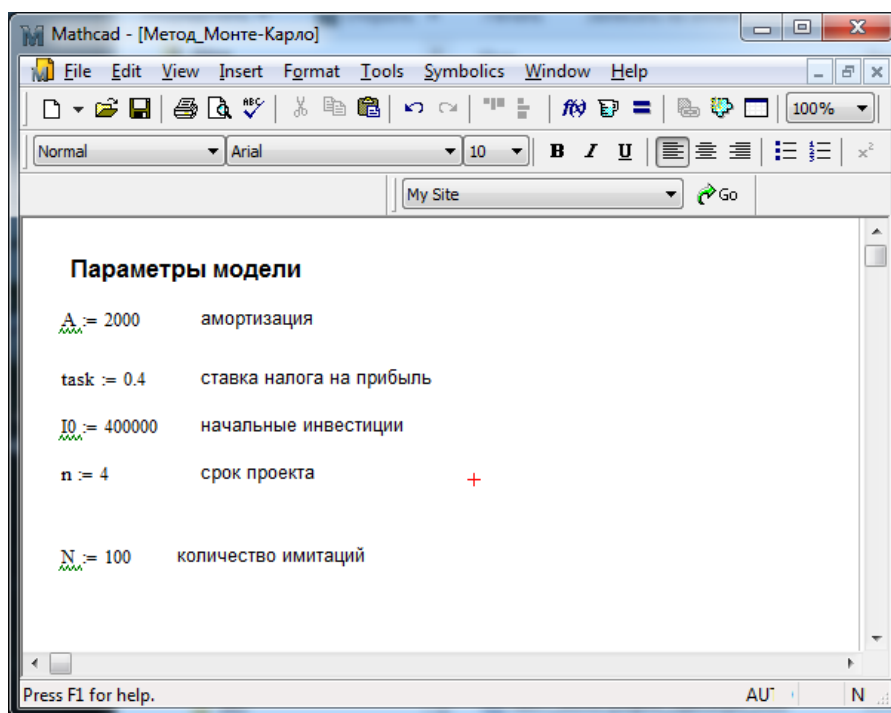 Mathcad - [Метод_Монте-Карло]
File Edit View Insert Format Tools Symbolics Window Help
100%
Normal Arial 10 B I U
My Site Go
Параметры модели
A := 2000 амортизация
task := 0.4 ставка налога на прибыль
I0 := 400000 начальные инвестиции
n := 4 срок проекта
N := 100 количество имитаций
Press F1 for help. AUT N